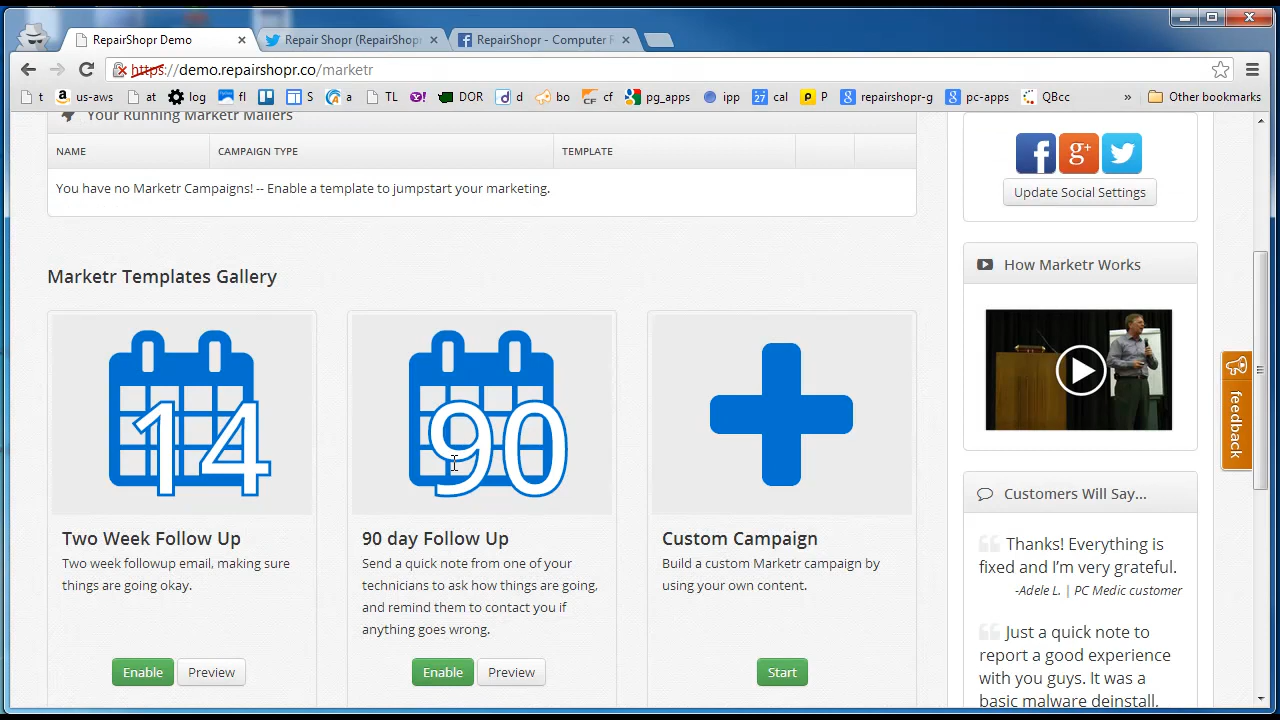 RepairShopr Demo
Repair Shopr (RepairShop
RepairShopr - Computer R
https://demo.repairshopr.co/marketr
t
us-aws
at
log
fl
S
a
TL
DOR
d
bo
cf
pg_apps
ipp
27 cal
P
repairshopr-g
pc-apps
QBcc
»
Other bookmarks
Your Running Marketr Mailers
NAME CAMPAIGN TYPE TEMPLATE
You have no Marketr Campaigns! -- Enable a template to jumpstart your marketing.
Marketr Templates Gallery
14
Two Week Follow Up
Two week followup email, making sure
things are going okay.
Enable Preview
90
90 day Follow Up
Send a quick note from one of your
technicians to ask how things are going,
and remind them to contact you if
anything goes wrong.
Enable Preview
Custom Campaign
Build a custom Marketr campaign by
using your own content.
Start
Update Social Settings
How Marketr Works
Customers Will Say...
Thanks! Everything is
fixed and I'm very grateful.
-Adele L. | PC Medic customer
Just a quick note to
report a good experience
with you guys. It was a
basic malware deinstall.
feedback